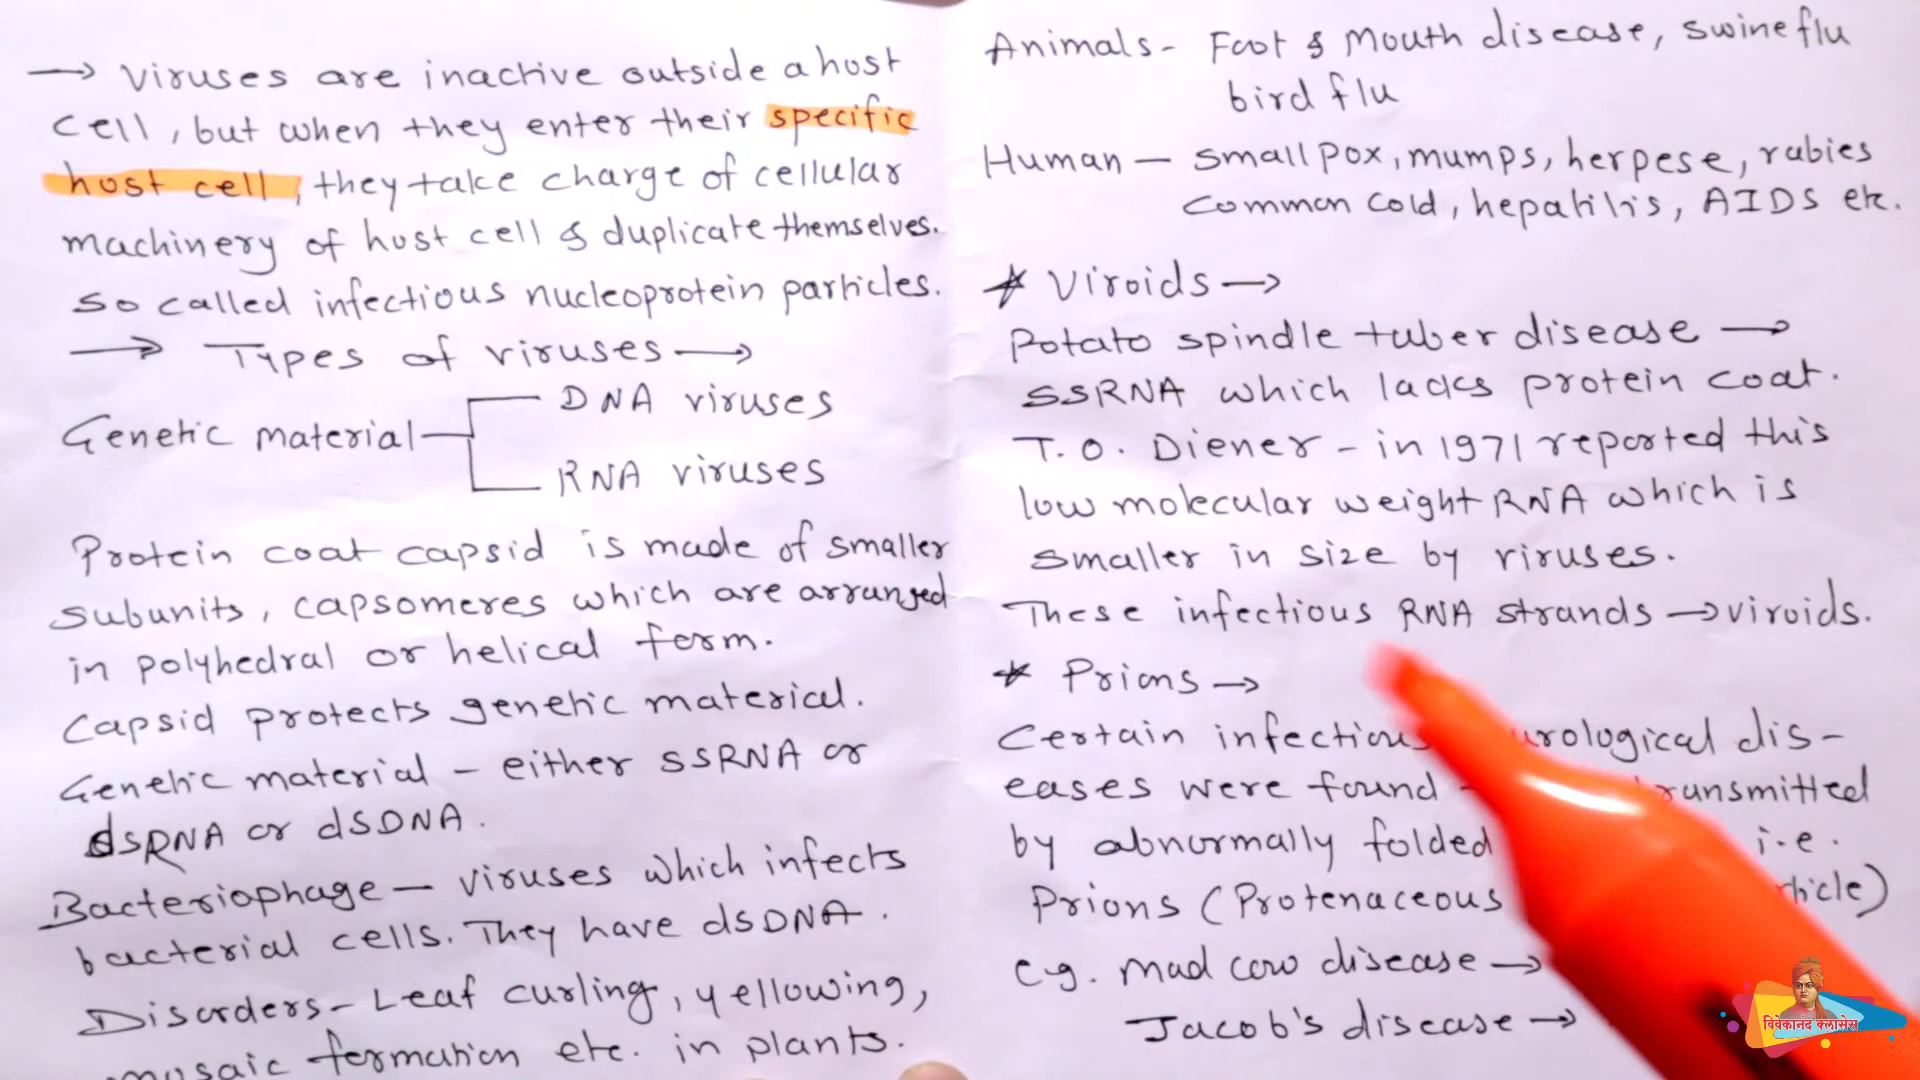 → Viruses are inactive outside a host
cell, but when they enter their specific
host cell, they take charge of cellular
machinery of host cell & duplicate themselves.
so called infectious nucleoprotein particles.
→ Types of viruses →
DNA viruses
Genetic material
RNA viruses
Protein coat capsid is made of smaller
subunits, capsomeres which are arranged
in polyhedral or helical form.
Capsid protects genetic material.
Genetic material - either SSRNA or
dsRNA or dSDNA.
Bacteriophage - viruses which infects
bacterial cells. They have dsDNA.
Disorders - Leaf curling, yellowing,
mosaic formation etc. in plants.
Animals - Foot & Mouth disease, swineflu
bird flu
Human - small pox, mumps, herpese, rabies
common cold, hepatitis, AIDS etc.
* Viroids →
Potato spindle tuber disease →
SSRNA which lacks protein coat.
T.O. Diener - in 1971 reported this
low molecular weight RNA which is
smaller in size by viruses.
These infectious RNA strands → viroids.
* Prions →
Certain infectious dis-
eases were found
by abnormally folded i.e.
Prions (Protenaceous
e.g. mad cow disease →
Jacob's disease →
विवेकानंद क्लासेस